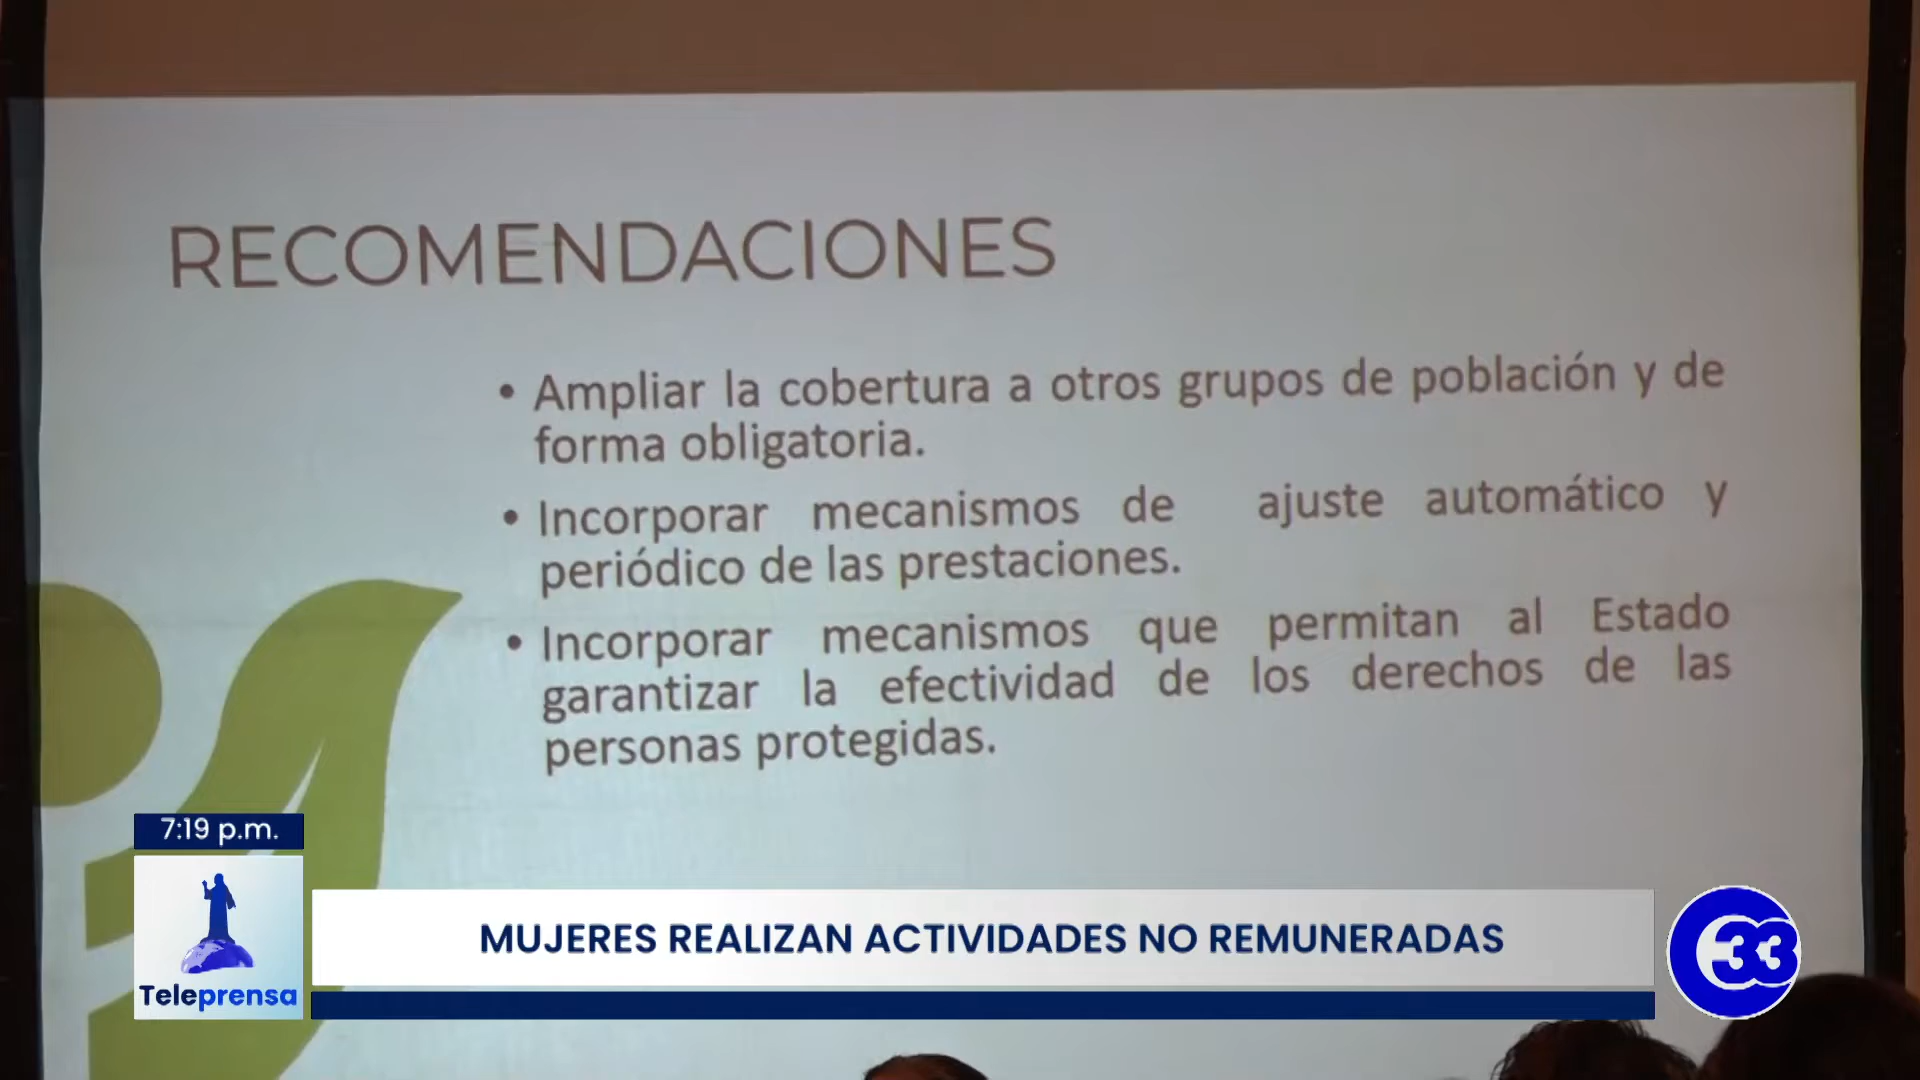 RECOMENDACIONES
• Ampliar la cobertura a otros grupos de población y de
forma obligatoria.
• Incorporar mecanismos de ajuste automático y
periódico de las prestaciones.
• Incorporar mecanismos que permitan al Estado
garantizar la efectividad de los derechos de las
personas protegidas.
7:19 p.m.
Teleprensa
MUJERES REALIZAN ACTIVIDADES NO REMUNERADAS
33